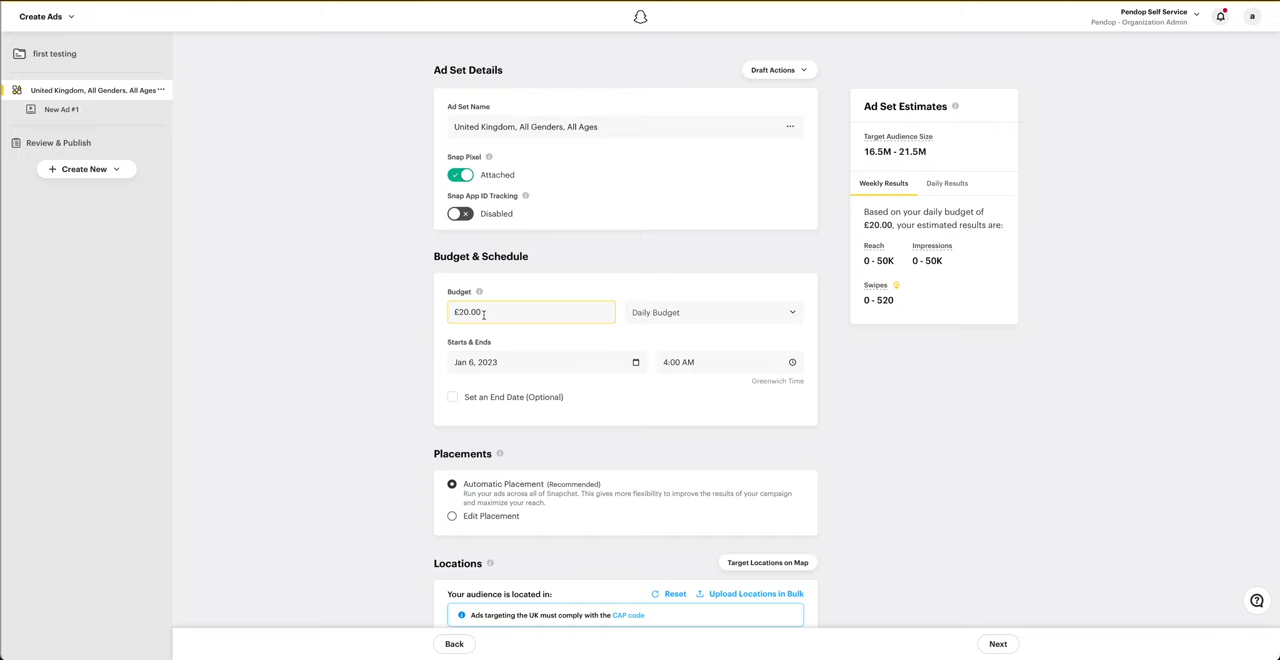 Create Ads
Pendop Self Service
Pendop - Organization Admin
a
first testing
United Kingdom, All Genders, All Ages
New Ad #1
Review & Publish
+ Create New
Ad Set Details
Draft Actions
Ad Set Name
United Kingdom, All Genders, All Ages
Snap Pixel
Attached
Snap App ID Tracking
Disabled
Budget & Schedule
Budget
£20.00
Daily Budget
Starts & Ends
Jan 6, 2023
4:00 AM
Greenwich Time
Set an End Date (Optional)
Placements
Automatic Placement (Recommended)
Run your ads across all of Snapchat. This gives more flexibility to improve the results of your campaign
and maximize your reach.
Edit Placement
Locations
Target Locations on Map
Your audience is located in:
Reset
Upload Locations in Bulk
Ads targeting the UK must comply with the CAP code
Ad Set Estimates
Target Audience Size
16.5M - 21.5M
Weekly Results
Daily Results
Based on your daily budget of
£20.00, your estimated results are:
Reach
Impressions
0 - 50K
0 - 50K
Swipes
0 - 520
Back
Next